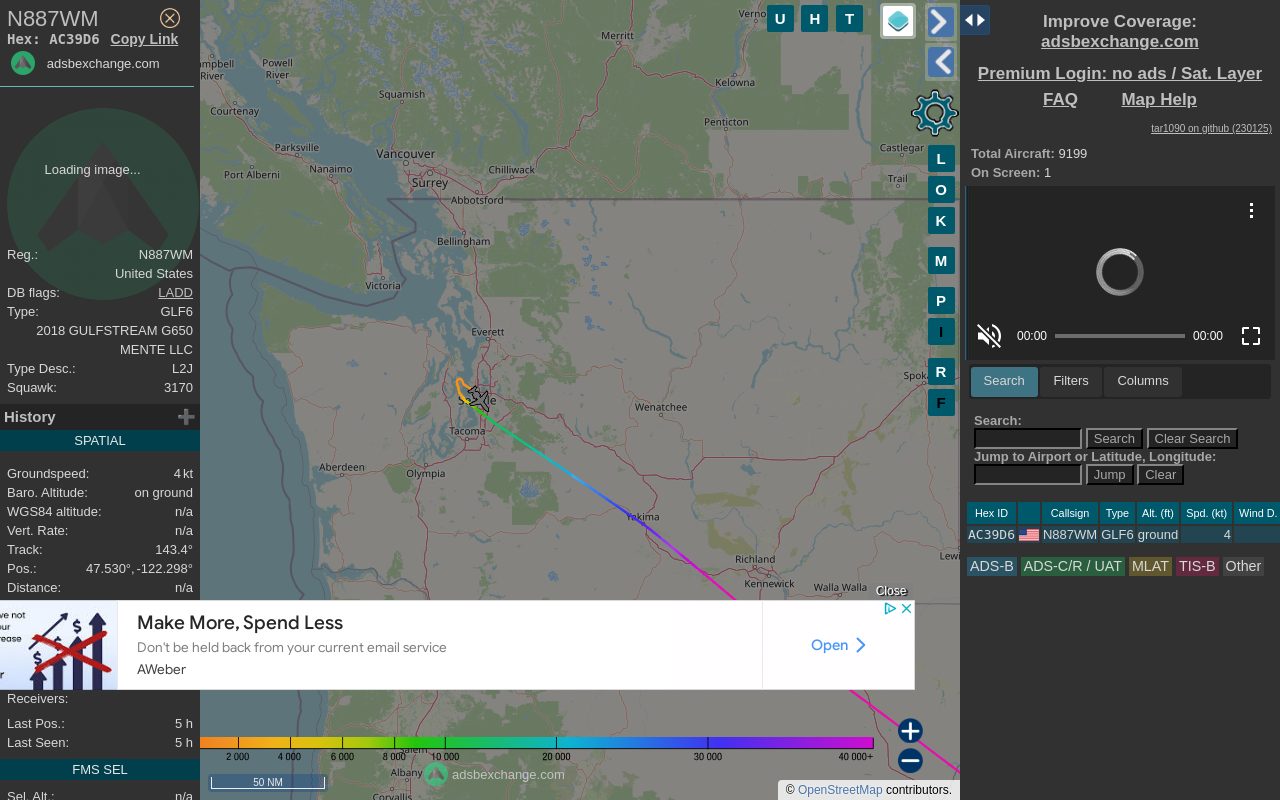 N887WM
Hex: AC39D6 Copy Link
adsbexchange.com
Loading image...
Reg.: N887WM
United States
DB flags: LADD
Type: GLF6
2018 GULFSTREAM G650
MENTE LLC
Type Desc.: L2J
Squawk: 3170
History
SPATIAL
Groundspeed: 4 kt
Baro. Altitude: on ground
WGS84 altitude: n/a
Vert. Rate: n/a
Track: 143.4°
Pos.: 47.530°, -122.298°
Distance: n/a
Receivers:
Last Pos.: 5 h
Last Seen: 5 h
FMS SEL
Sel. Alt.: n/a
U H T
L
O
K
M
P
I
R
F
Merritt
Powell
River
River
Squamish
Kelowna
Courtenay
Penticton
Parksville
Vancouver
Castlegar
Port Alberni
Nanaimo
Chilliwack
Surrey
Trail
Abbotsford
Bellingham
Victoria
Everett
Wenatchee
Tacoma
Aberdeen
Olympia
Yakima
Richland
Kennewick
Walla Walla
Albany
Corvallis
Close
Make More, Spend Less
Don't be held back from your current email service
AWeber
Open
2 000 4 000 6 000 8 000 10 000 20 000 30 000 40 000+
adsbexchange.com
50 NM
© OpenStreetMap contributors.
Improve Coverage:
adsbexchange.com
Premium Login: no ads / Sat. Layer
FAQ Map Help
tar1090 on github (230125)
Total Aircraft: 9199
On Screen: 1
00:00 00:00
Search Filters Columns
Search:
Search Clear Search
Jump to Airport or Latitude, Longitude:
Jump Clear
Hex ID Callsign Type Alt. (ft) Spd. (kt) Wind D.
AC39D6 N887WM GLF6 ground 4
ADS-B ADS-C/R / UAT MLAT TIS-B Other